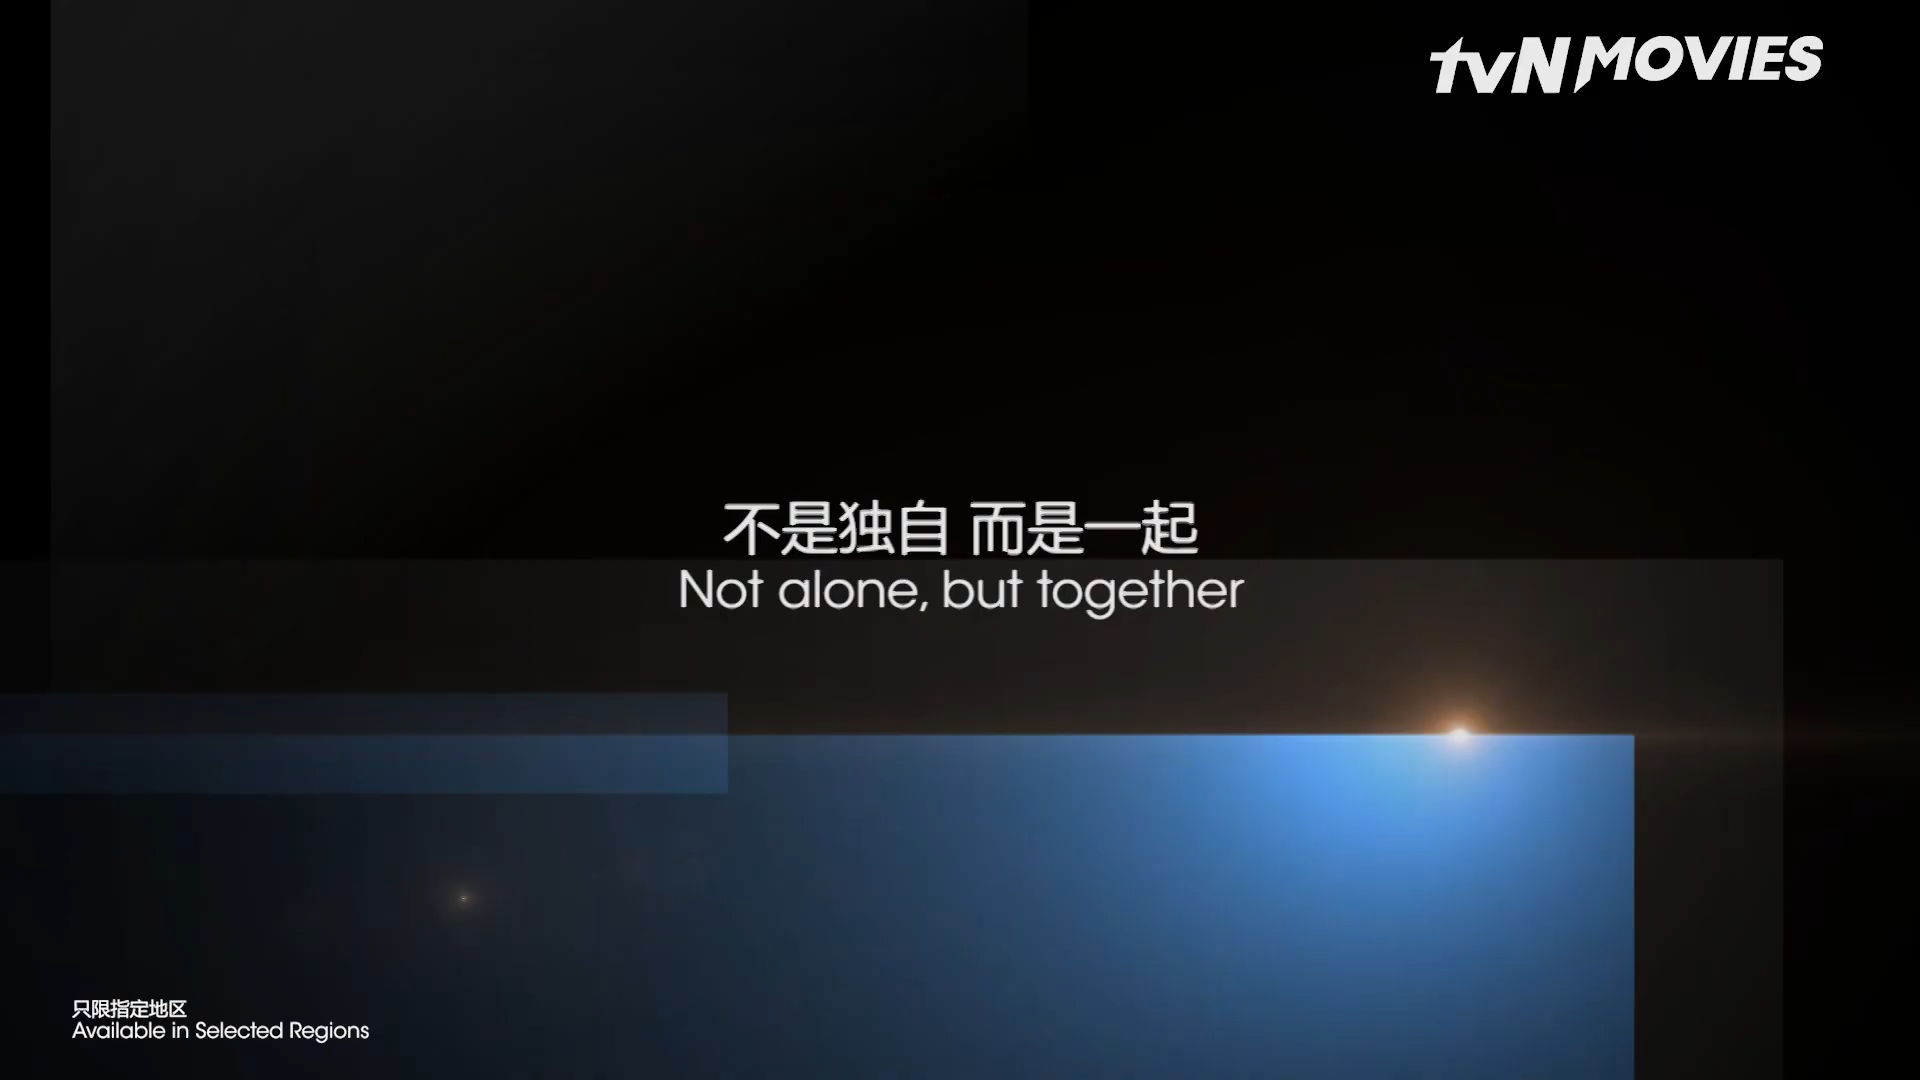 tvN MOVIES
不是独自 而是一起
Not alone, but together
只限指定地区
Available in Selected Regions